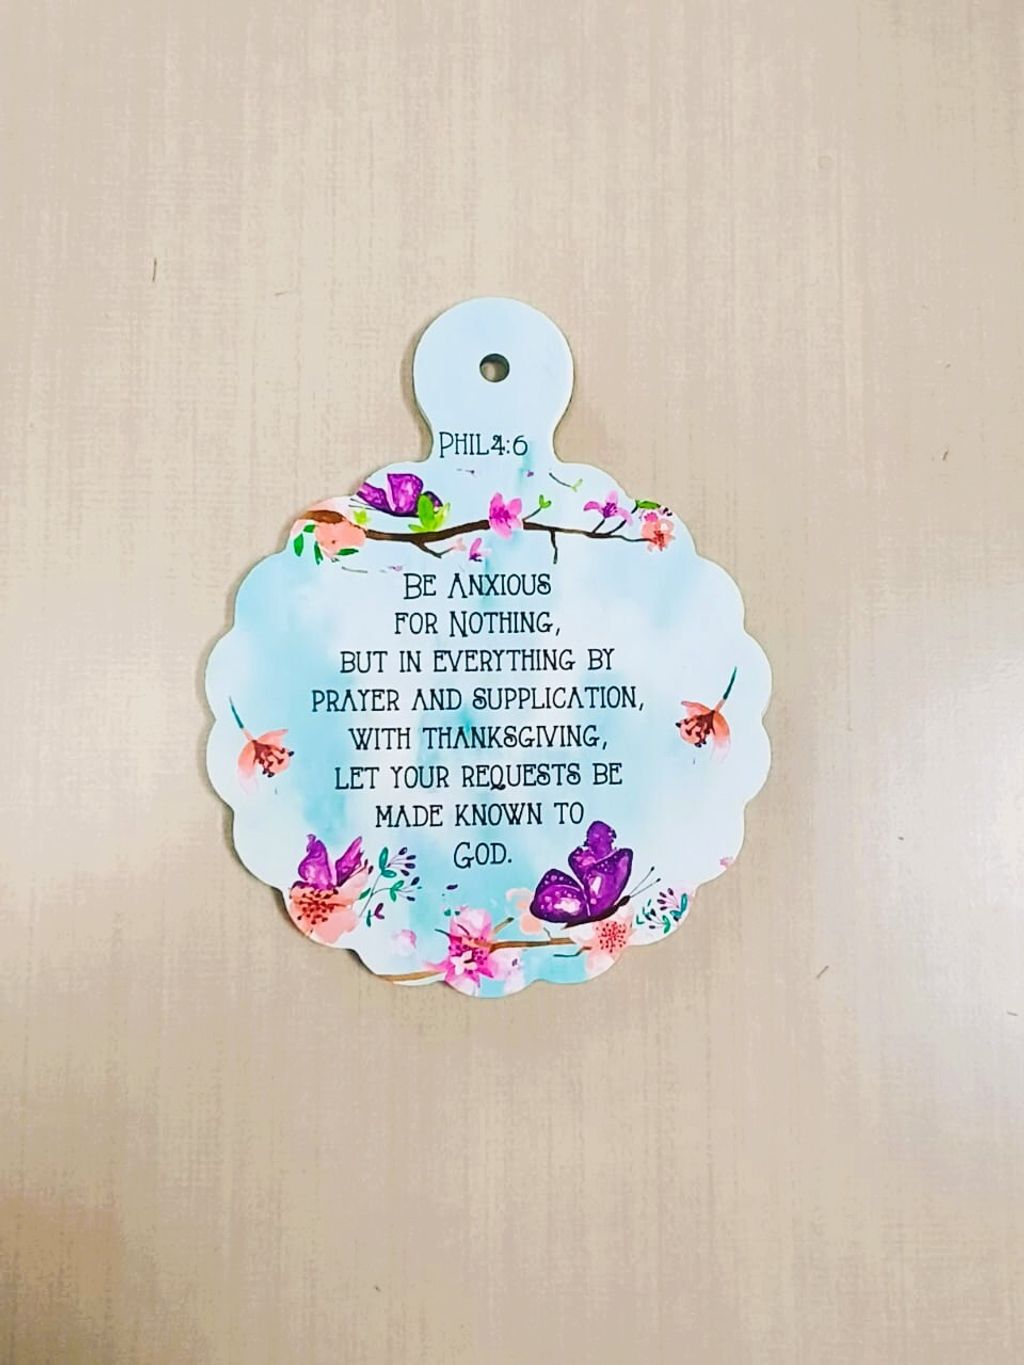 PHIL4:6
BE ANXIOUS
FOR NOTHING,
BUT IN EVERYTHING BY
PRAYER AND SUPPLICATION,
WITH THANKSGIVING,
LET YOUR REQUESTS BE
MADE KNOWN TO
GOD.